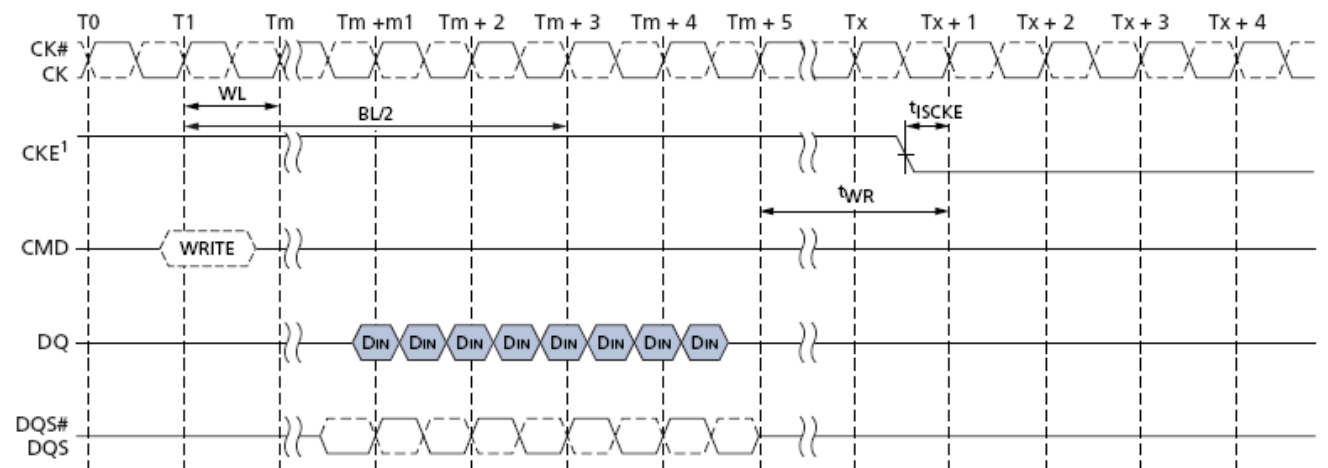 T0 T1 Tm Tm +m1 Tm + 2 Tm + 3 Tm + 4 Tm + 5 Tx Tx + 1 Tx + 2 Tx + 3 Tx + 4
CK#
CK
WL
BL/2
tISCKE
CKE1
tWR
CMD WRITE
DQ DIN DIN DIN DIN DIN DIN DIN DIN
DQS#
DQS